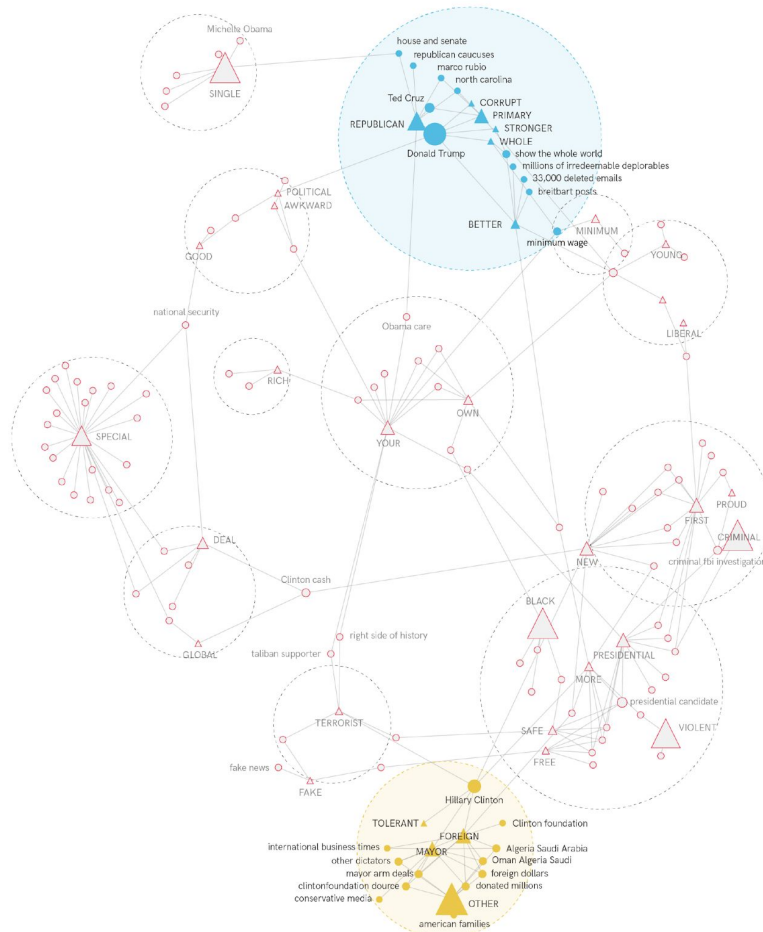 Michelle Obama
SINGLE
house and senate
republican caucuses
marco rubio
north carolina
Ted Cruz
CORRUPT
PRIMARY
REPUBLICAN
STRONGER
WHOLE
Donald Trump
show the whole world
millions of irredeemable deplorables
33,000 deleted emails
breitbart posts
BETTER
minimum wage
MINIMUM
POLITICAL
AWKWARD
GOOD
YOUNG
LIBERAL
national security
Obama care
RICH
OWN
YOUR
SPECIAL
PROUD
FIRST
CRIMINAL
criminal fbi investigation
NEW
DEAL
Clinton cash
GLOBAL
BLACK
right side of history
taliban supporter
PRESIDENTIAL
MORE
presidential candidate
TERRORIST
SAFE
VIOLENT
FREE
fake news
FAKE
Hillary Clinton
TOLERANT
Clinton foundation
FOREIGN
MAYOR
international business times
Algeria Saudi Arabia
other dictators
Oman Algeria Saudi
mayor arm deals
foreign dollars
clintonfoundation dource
donated millions
conservative media
OTHER
american families